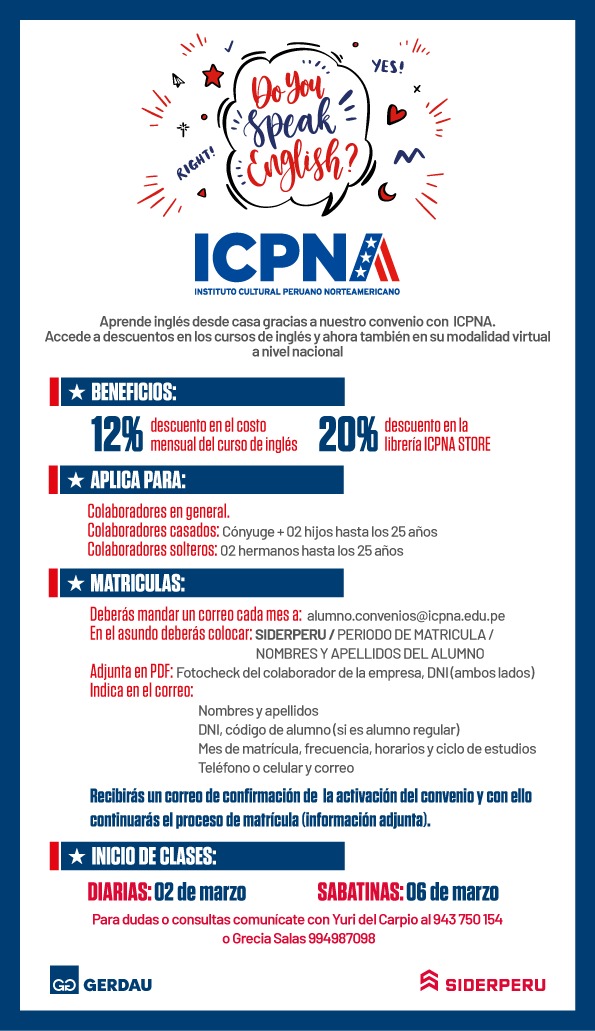 Do You
YES!
Speak
RIGHT!
English?
ICPNA
INSTITUTO CULTURAL PERUANO NORTEAMERICANO
Aprende inglés desde casa gracias a nuestro convenio con ICPNA.
Accede a descuentos en los cursos de inglés y ahora también en su modalidad virtual
a nivel nacional
BENEFICIOS:
12% descuento en el costo mensual del curso de inglés
20% descuento en la librería ICPNA STORE
APLICA PARA:
Colaboradores en general.
Colaboradores casados: Cónyuge + 02 hijos hasta los 25 años
Colaboradores solteros: 02 hermanos hasta los 25 años
MATRICULAS:
Deberás mandar un correo cada mes a: alumno.convenios@icpna.edu.pe
En el asundo deberás colocar: SIDERPERU / PERIODO DE MATRICULA /
NOMBRES Y APELLIDOS DEL ALUMNO
Adjunta en PDF: Fotocheck del colaborador de la empresa, DNI (ambos lados)
Indica en el correo:
Nombres y apellidos
DNI, código de alumno (si es alumno regular)
Mes de matrícula, frecuencia, horarios y ciclo de estudios
Teléfono o celular y correo
Recibirás un correo de confirmación de la activación del convenio y con ello
continuarás el proceso de matrícula (información adjunta).
INICIO DE CLASES:
DIARIAS: 02 de marzo SABATINAS: 06 de marzo
Para dudas o consultas comunícate con Yuri del Carpio al 943 750 154
o Grecia Salas 994987098
GG GERDAU
SIDERPERU